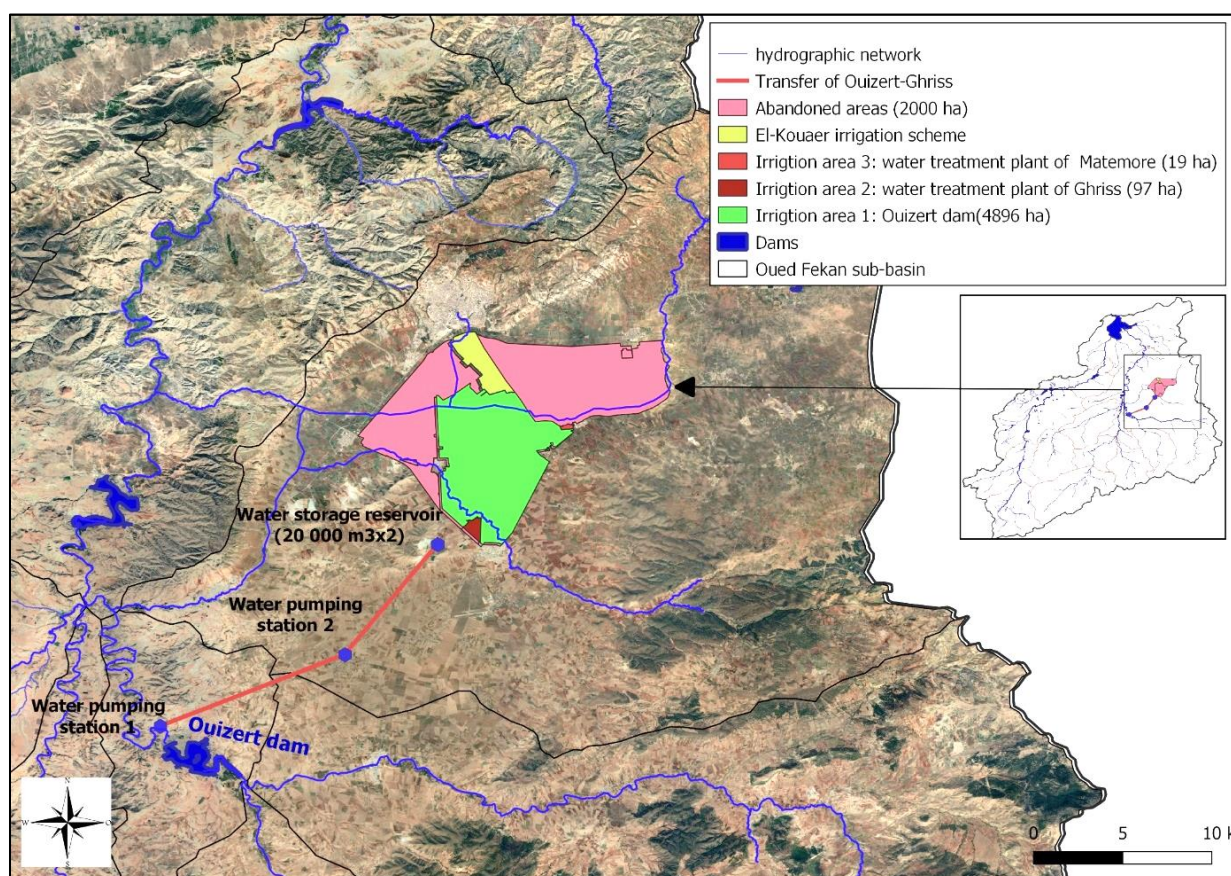 hydrographic network
Transfer of Ouizert-Ghriss
Abandoned areas (2000 ha)
El-Kouaer irrigation scheme
Irrigtion area 3: water treatment plant of Matemore (19 ha)
Irrigtion area 2: water treatment plant of Ghriss (97 ha)
Irrigtion area 1: Ouizert dam(4896 ha)
Dams
Oued Fekan sub-basin
Water storage reservoir
(20 000 m3x2)
Water pumping
station 2
Water pumping
station 1
Ouizert dam
N
W
O
S
0 5 10 k